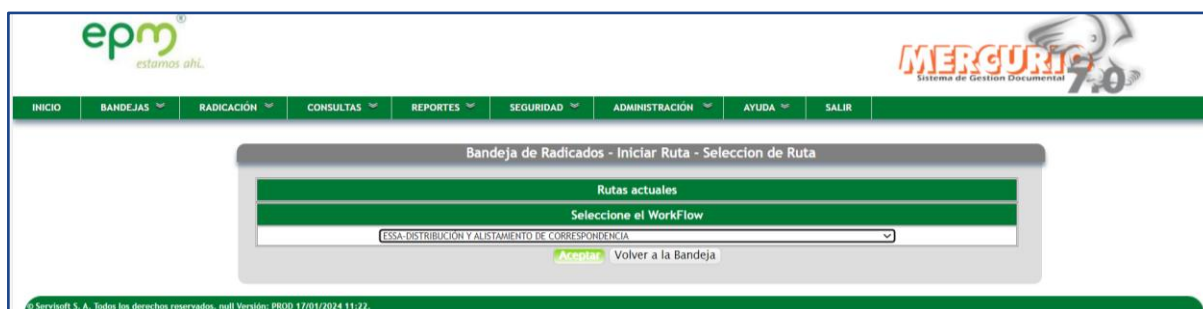 epm®
estamos ahí.
MERCURIO 7.0
Sistema de Gestion Documental
INICIO BANDEJAS RADICACIÓN CONSULTAS REPORTES SEGURIDAD ADMINISTRACIÓN AYUDA SALIR
Bandeja de Radicados - Iniciar Ruta - Seleccion de Ruta
Rutas actuales
Seleccione el WorkFlow
ESSA-DISTRIBUCIÓN Y ALISTAMIENTO DE CORRESPONDENCIA
Aceptar Volver a la Bandeja
© Servisoft S. A. Todos los derechos reservados. null Versión: PROD 17/01/2024 11:22.